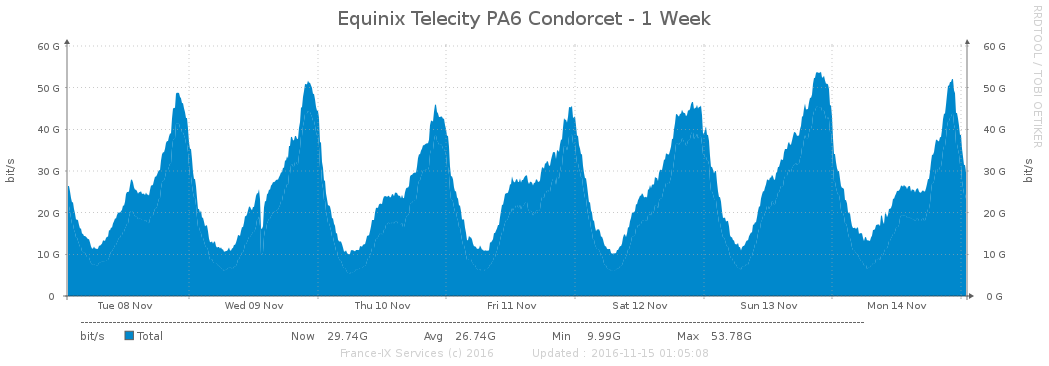 Equinix Telecity PA6 Condorcet - 1 Week
RRDTOOL / TOBI OETIKER
60 G 60 G
50 G 50 G
40 G 40 G
30 G 30 G
20 G 20 G
10 G 10 G
0 0 G
bit/s
bit/s
Tue 08 Nov Wed 09 Nov Thu 10 Nov Fri 11 Nov Sat 12 Nov Sun 13 Nov Mon 14 Nov
bit/s Total Now 29.74G Avg 26.74G Min 9.99G Max 53.78G
France-IX Services (c) 2016 Updated : 2016-11-15 01:05:08